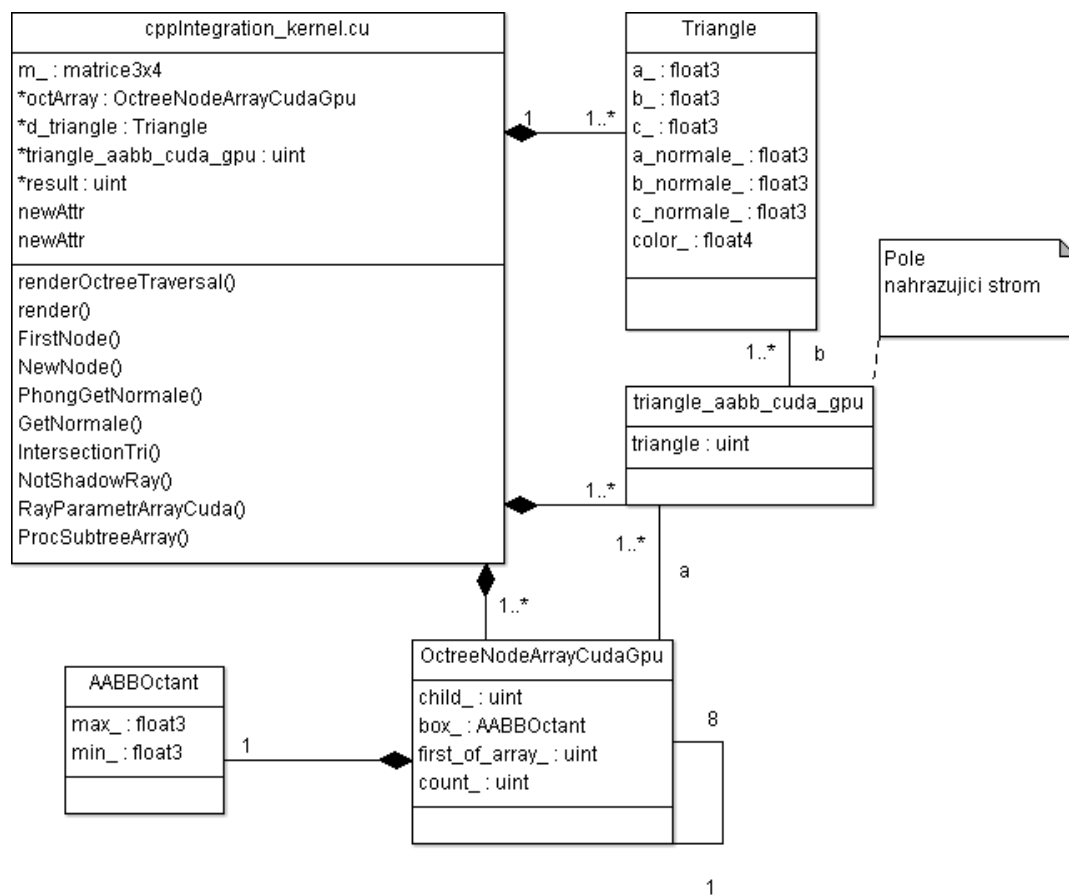 cppIntegration_kernel.cu
m_ : matrice3x4
*octArray : OctreeNodeArrayCudaGpu
*d_triangle : Triangle
*triangle_aabb_cuda_gpu : uint
*result : uint
newAttr
newAttr
renderOctreeTraversal()
render()
FirstNode()
NewNode()
PhongGetNormale()
GetNormale()
IntersectionTri()
NotShadowRay()
RayParametrArrayCuda()
ProcSubtreeArray()
1
1..*
Triangle
a_ : float3
b_ : float3
c_ : float3
a_normale_ : float3
b_normale_ : float3
c_normale_ : float3
color_ : float4
Pole
nahrazujici strom
1..*
b
triangle_aabb_cuda_gpu
triangle : uint
1..*
1..*
a
1..*
OctreeNodeArrayCudaGpu
child_ : uint
box_ : AABBOctant
first_of_array_ : uint
count_ : uint
AABBOctant
max_ : float3
min_ : float3
1
8
1